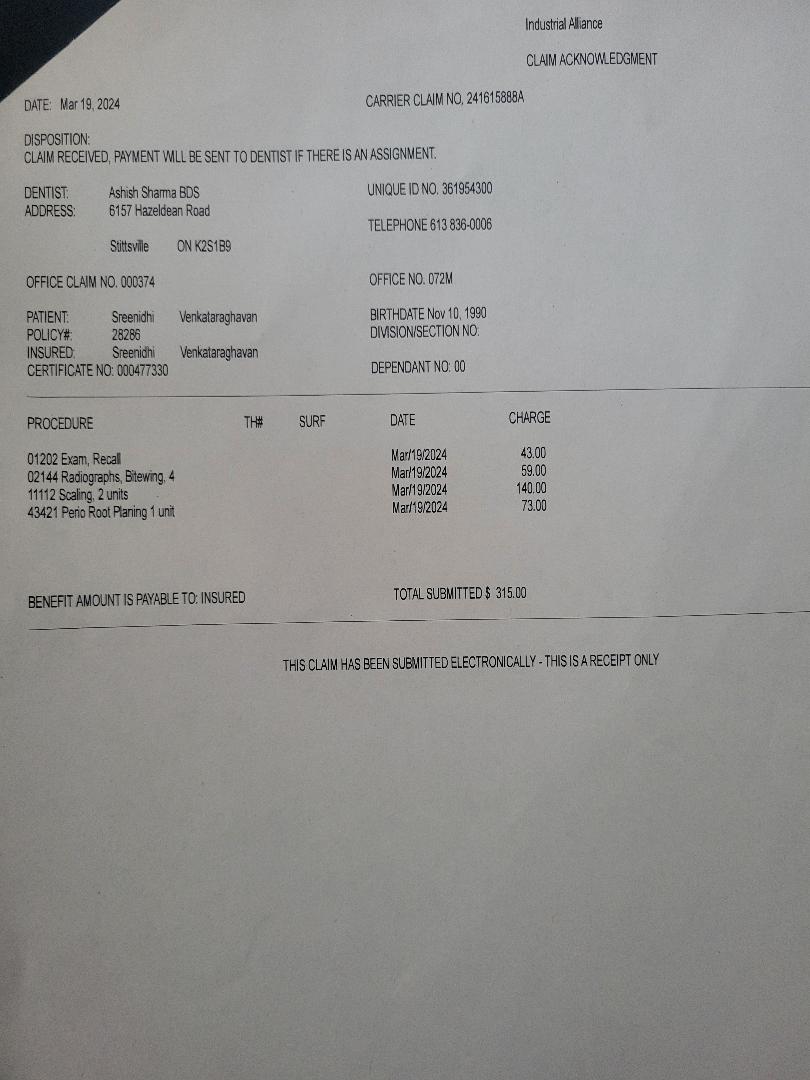 Industrial Alliance
CLAIM ACKNOWLEDGMENT
DATE: Mar 19, 2024 CARRIER CLAIM NO, 241615888A
DISPOSITION:
CLAIM RECEIVED, PAYMENT WILL BE SENT TO DENTIST IF THERE IS AN ASSIGNMENT.
DENTIST: Ashish Sharma BDS UNIQUE ID NO. 361954300
ADDRESS: 6157 Hazeldean Road
TELEPHONE 613 836-0006
Stittsville ON K2S1B9
OFFICE CLAIM NO. 000374 OFFICE NO. 072M
PATIENT: Sreenidhi Venkataraghavan BIRTHDATE Nov 10, 1990
POLICY#: 28286 DIVISION/SECTION NO:
INSURED: Sreenidhi Venkataraghavan
CERTIFICATE NO: 000477330 DEPENDANT NO: 00
PROCEDURE TH# SURF DATE CHARGE
01202 Exam, Recall Mar/19/2024 43.00
02144 Radiographs, Bitewing, 4 Mar/19/2024 59.00
11112 Scaling, 2 units Mar/19/2024 140.00
43421 Perio Root Planing 1 unit Mar/19/2024 73.00
BENEFIT AMOUNT IS PAYABLE TO: INSURED TOTAL SUBMITTED $ 315.00
THIS CLAIM HAS BEEN SUBMITTED ELECTRONICALLY - THIS IS A RECEIPT ONLY